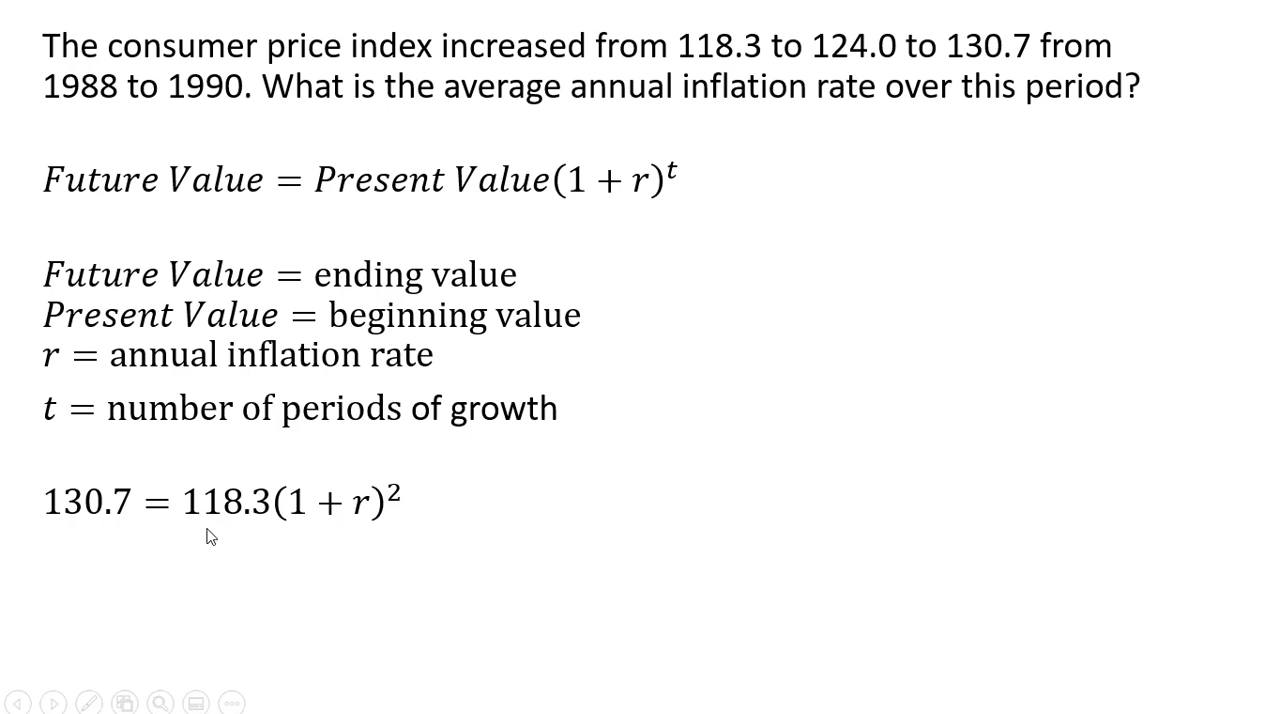 The consumer price index increased from 118.3 to 124.0 to 130.7 from
1988 to 1990. What is the average annual inflation rate over this period?
Future Value = Present Value(1 + r)^t
Future Value = ending value
Present Value = beginning value
r = annual inflation rate
t = number of periods of growth
130.7 = 118.3(1 + r)²